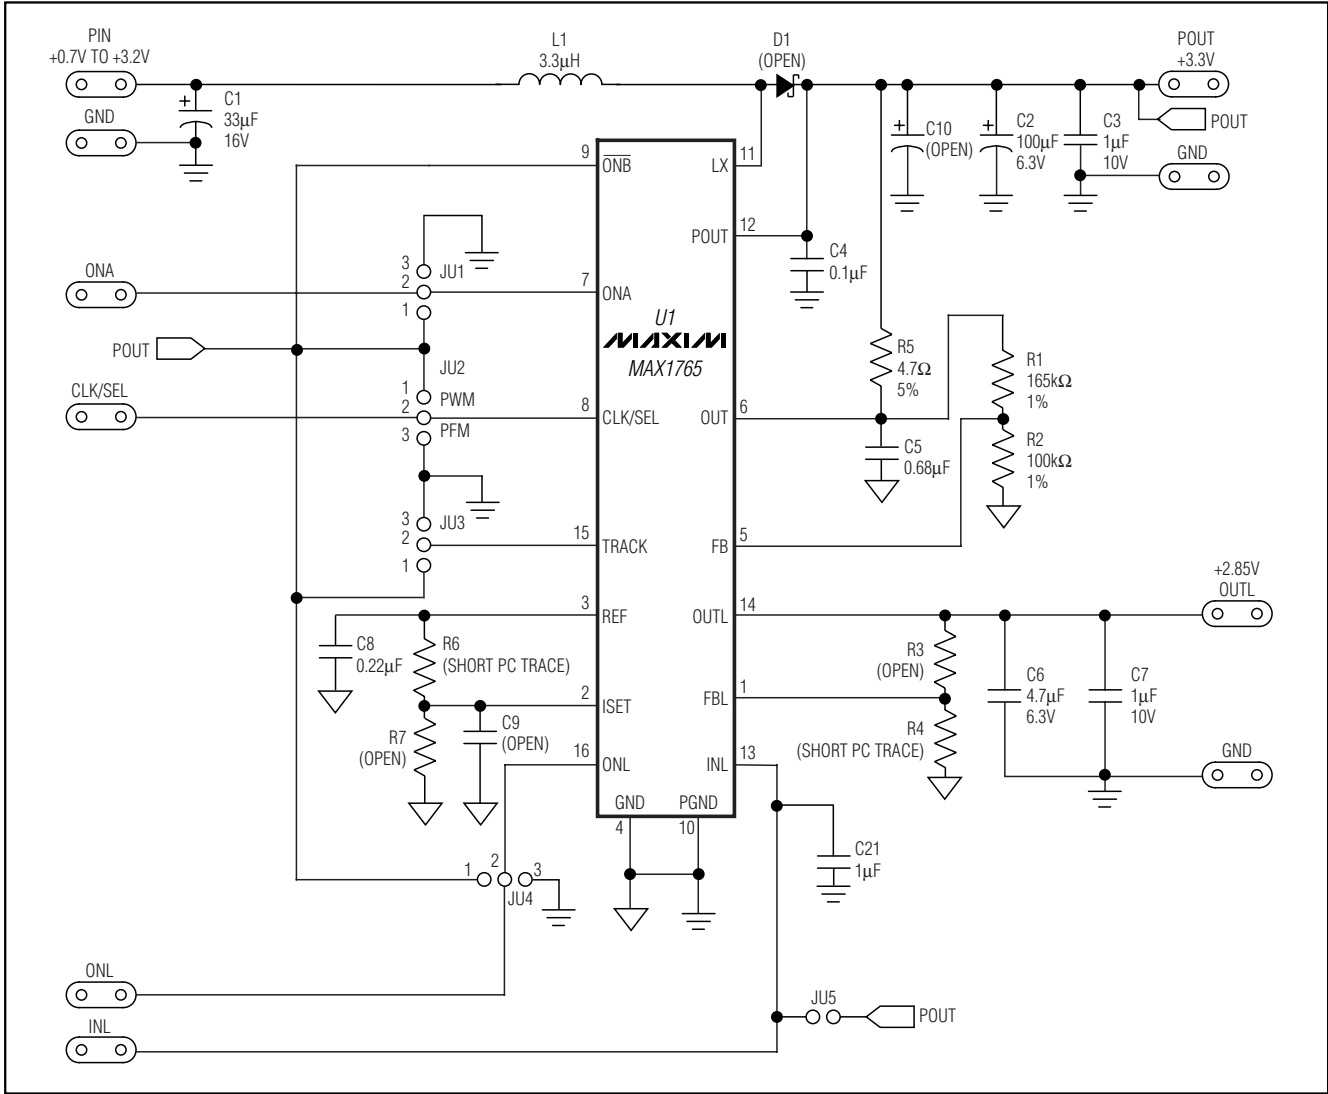 PIN
+0.7V TO +3.2V
GND
+
C1
33µF
16V
L1
3.3µH
D1
(OPEN)
POUT
+3.3V
POUT
GND
+
C10
(OPEN)
+
C2
100µF
6.3V
C3
1µF
10V
9
ONB
LX
11
POUT
12
C4
0.1µF
3
2
1
JU1
ONA
7
ONA
U1
MAXIM
MAX1765
POUT
JU2
1
2
3
PWM
PFM
CLK/SEL
8
CLK/SEL
OUT
6
R5
4.7Ω
5%
C5
0.68µF
R1
165kΩ
1%
R2
100kΩ
1%
3
2
1
JU3
15
TRACK
FB
5
3
REF
OUTL
14
+2.85V
OUTL
C8
0.22µF
R6
(SHORT PC TRACE)
R3
(OPEN)
C6
4.7µF
6.3V
C7
1µF
10V
2
ISET
FBL
1
R7
(OPEN)
C9
(OPEN)
R4
(SHORT PC TRACE)
16
ONL
INL
13
GND
GND
PGND
4
10
C21
1µF
1
2
3
JU4
ONL
INL
JU5
POUT